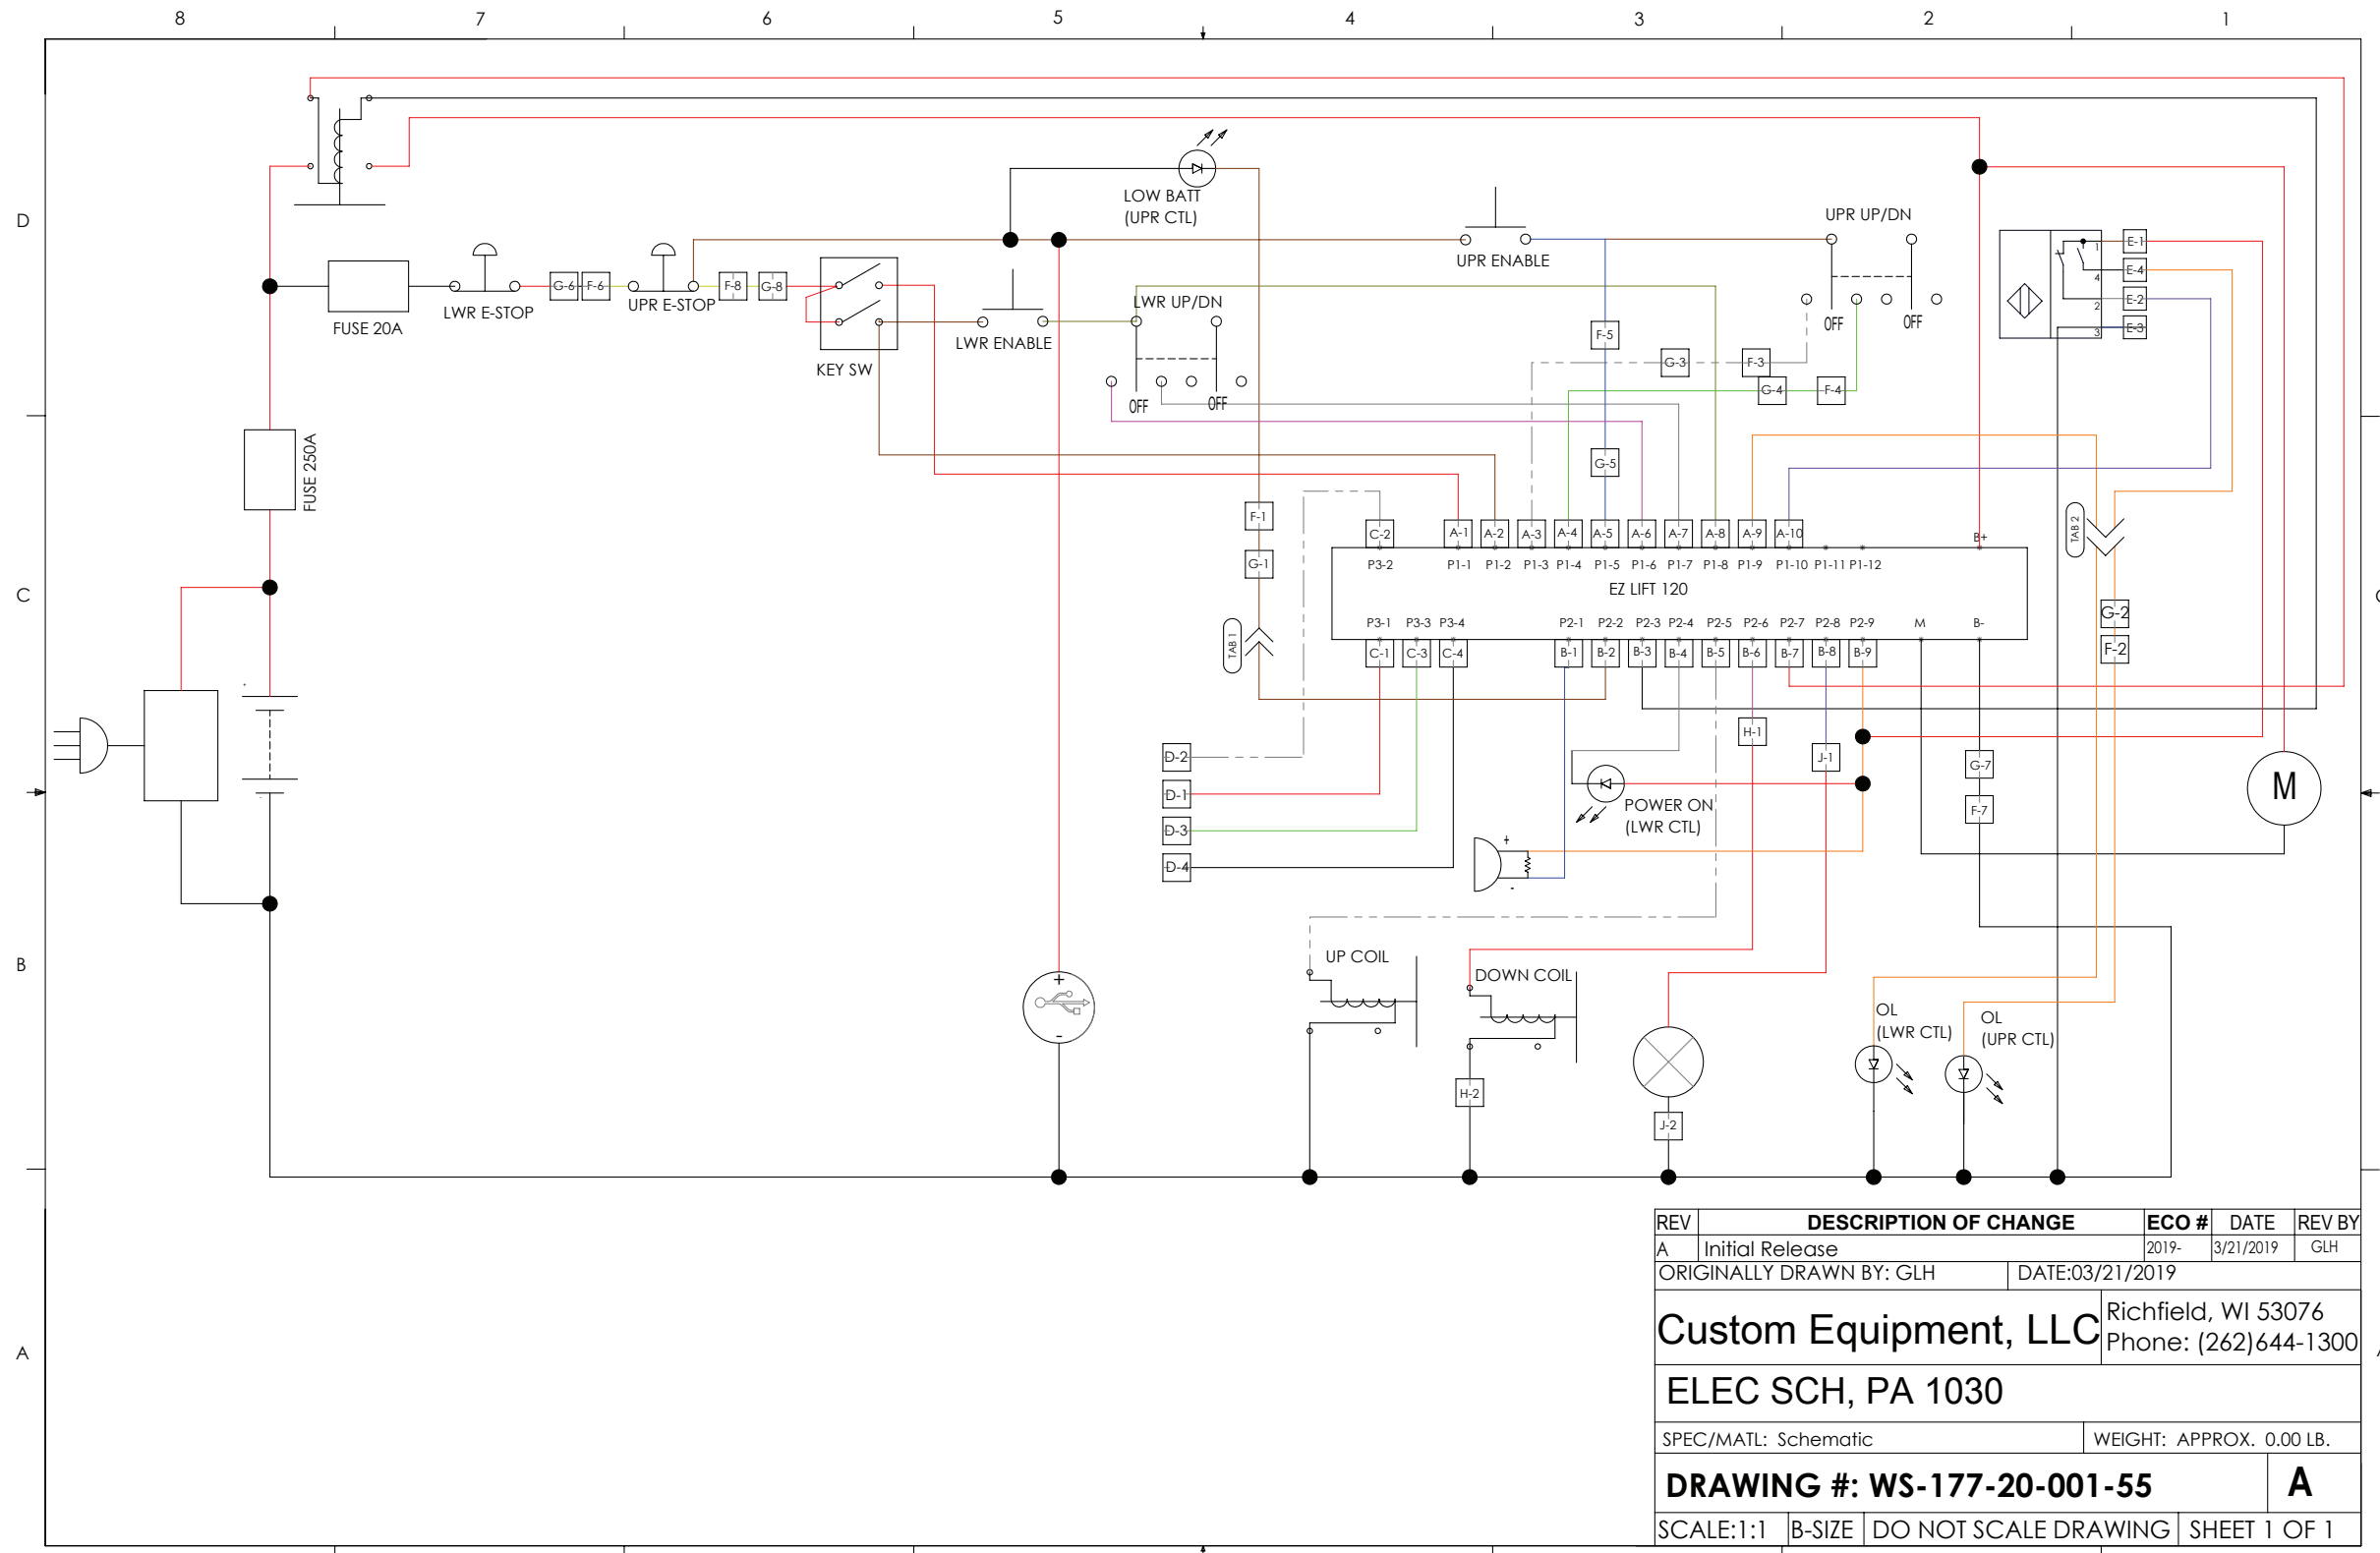 8 7 6 5 4 3 2 1
D
C
B
A
LOW BATT
(UPR CTL)
UPR ENABLE
UPR UP/DN
OFF
OFF
1
4
2
3
E-1
E-4
E-2
E-3
FUSE 20A
LWR E-STOP
G-6 F-6
UPR E-STOP
F-8 G-8
KEY SW
LWR ENABLE
LWR UP/DN
OFF
OFF
F-5
G-3
F-3
G-4
F-4
G-5
FUSE 250A
F-1
G-1
TAB 1
TAB 2
C-2 A-1 A-2 A-3 A-4 A-5 A-6 A-7 A-8 A-9 A-10 B+
P3-2 P1-1 P1-2 P1-3 P1-4 P1-5 P1-6 P1-7 P1-8 P1-9 P1-10 P1-11 P1-12
EZ LIFT 120
P3-1 P3-3 P3-4 P2-1 P2-2 P2-3 P2-4 P2-5 P2-6 P2-7 P2-8 P2-9 M B-
C-1 C-3 C-4 B-1 B-2 B-3 B-4 B-5 B-6 B-7 B-8 B-9
G-2
F-2
H-1
J-1
G-7
F-7
D-2
D-1
D-3
D-4
POWER ON
(LWR CTL)
+
-
M
UP COIL
DOWN COIL
+
-
H-2
J-2
OL
(LWR CTL)
OL
(UPR CTL)
REV DESCRIPTION OF CHANGE ECO # DATE REV BY
A Initial Release 2019- 3/21/2019 GLH
ORIGINALLY DRAWN BY: GLH DATE:03/21/2019
Custom Equipment, LLC
Richfield, WI 53076
Phone: (262)644-1300
ELEC SCH, PA 1030
SPEC/MATL: Schematic WEIGHT: APPROX. 0.00 LB.
DRAWING #: WS-177-20-001-55 A
SCALE:1:1 B-SIZE DO NOT SCALE DRAWING SHEET 1 OF 1